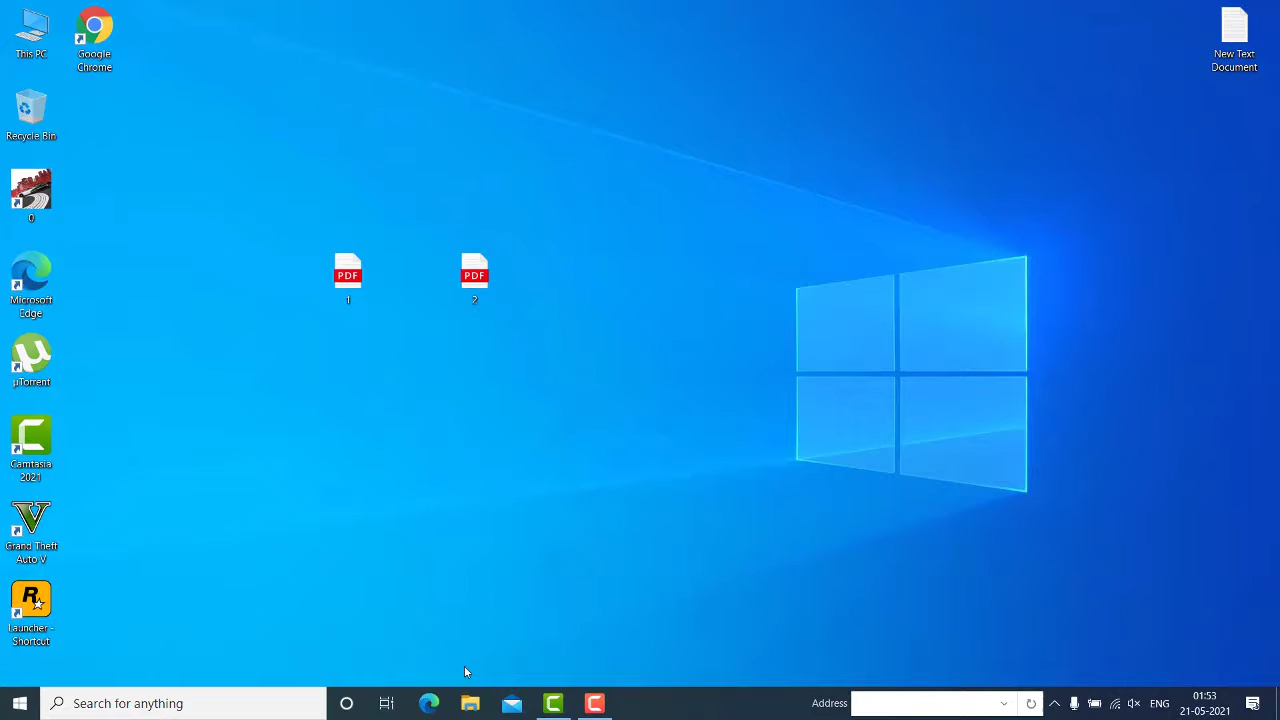 This PC
Google
Chrome
New Text
Document
Recycle Bin
0
PDF
1
PDF
2
Microsoft
Edge
µTorrent
Camtasia
2021
Grand Theft
Auto V
R
Launcher -
Shortcut
Search for anything
Address
ENG
01:53
21-05-2021